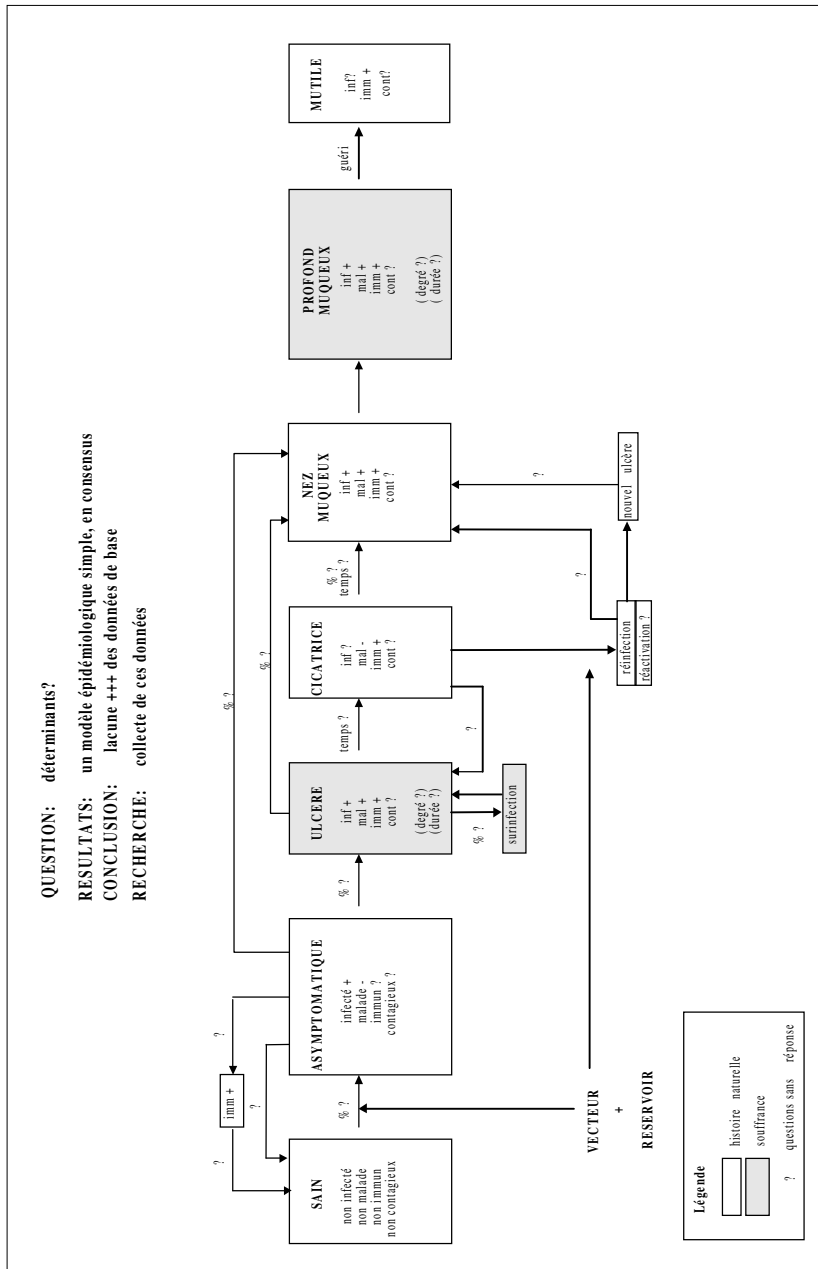 QUESTION: déterminants?
RESULTATS: un modèle épidémiologique simple, en consensus
CONCLUSION: lacune +++ des données de base
RECHERCHE: collecte de ces données
% ?
% ?
?
imm +
?
?
SAIN
non infecté
non malade
non immun
non contagieux
% ?
ASYMPTOMATIQUE
infecté +
malade -
immun ?
contagieux ?
% ?
ULCERE
inf +
mal +
imm +
cont ?
( degré ?)
( durée ?)
% ?
surinfection
temps ?
?
CICATRICE
inf ?
mal -
imm +
cont ?
% ?
temps ?
NEZ
MUQUEUX
inf +
mal +
imm +
cont ?
PROFOND
MUQUEUX
inf +
mal +
imm +
cont ?
( degré ?)
( durée ?)
guéri
MUTILE
inf?
imm +
cont?
?
?
réinfection
réactivation ?
nouvel ulcère
VECTEUR
+
RESERVOIR
Légende
histoire naturelle
souffrance
? questions sans réponse